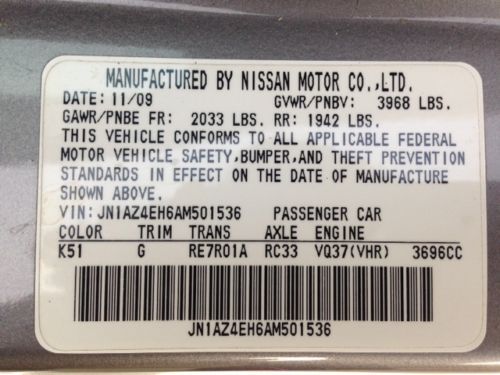 MANUFACTURED BY NISSAN MOTOR CO.,LTD.
DATE: 11/09 GVWR/PNBV: 3968 LBS.
GAWR/PNBE FR: 2033 LBS. RR: 1942 LBS.
THIS VEHICLE CONFORMS TO ALL APPLICABLE FEDERAL
MOTOR VEHICLE SAFETY,BUMPER,AND THEFT PREVENTION
STANDARDS IN EFFECT ON THE DATE OF MANUFACTURE
SHOWN ABOVE.
VIN: JN1AZ4EH6AM501536 PASSENGER CAR
COLOR TRIM TRANS AXLE ENGINE
K51 G RE7R01A RC33 VQ37(VHR) 3696CC
JN1AZ4EH6AM501536